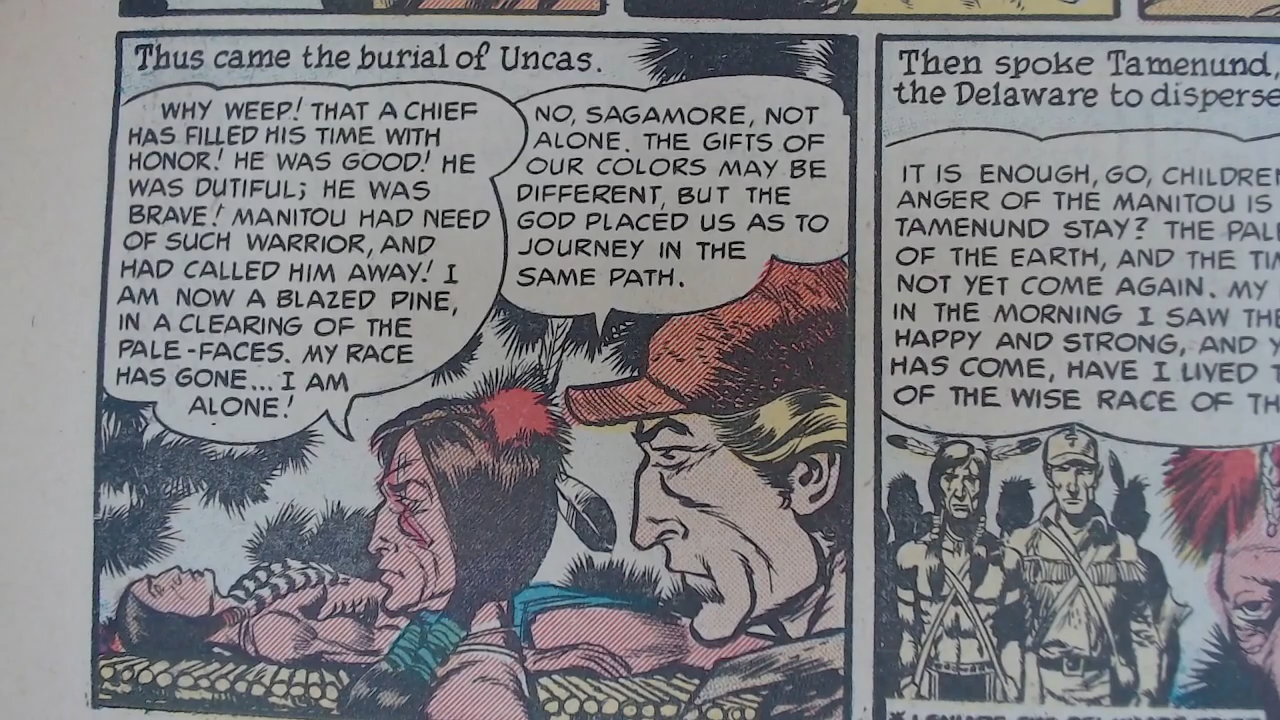 Thus came the burial of Uncas.
WHY WEEP! THAT A CHIEF
HAS FILLED HIS TIME WITH
HONOR! HE WAS GOOD! HE
WAS DUTIFUL; HE WAS
BRAVE! MANITOU HAD NEED
OF SUCH WARRIOR, AND
HAD CALLED HIM AWAY! I
AM NOW A BLAZED PINE,
IN A CLEARING OF THE
PALE-FACES. MY RACE
HAS GONE... I AM
ALONE!
NO, SAGAMORE, NOT
ALONE. THE GIFTS OF
OUR COLORS MAY BE
DIFFERENT, BUT THE
GOD PLACED US AS TO
JOURNEY IN THE
SAME PATH.
Then spoke Tamenund,
the Delaware to disperse
IT IS ENOUGH, GO, CHILDREN
ANGER OF THE MANITOU IS
TAMENUND STAY? THE PALE
OF THE EARTH, AND THE
NOT YET COME AGAIN. MY
IN THE MORNING I SAW THE
HAPPY AND STRONG, AND
HAS COME, HAVE I LIVED
OF THE WISE RACE OF